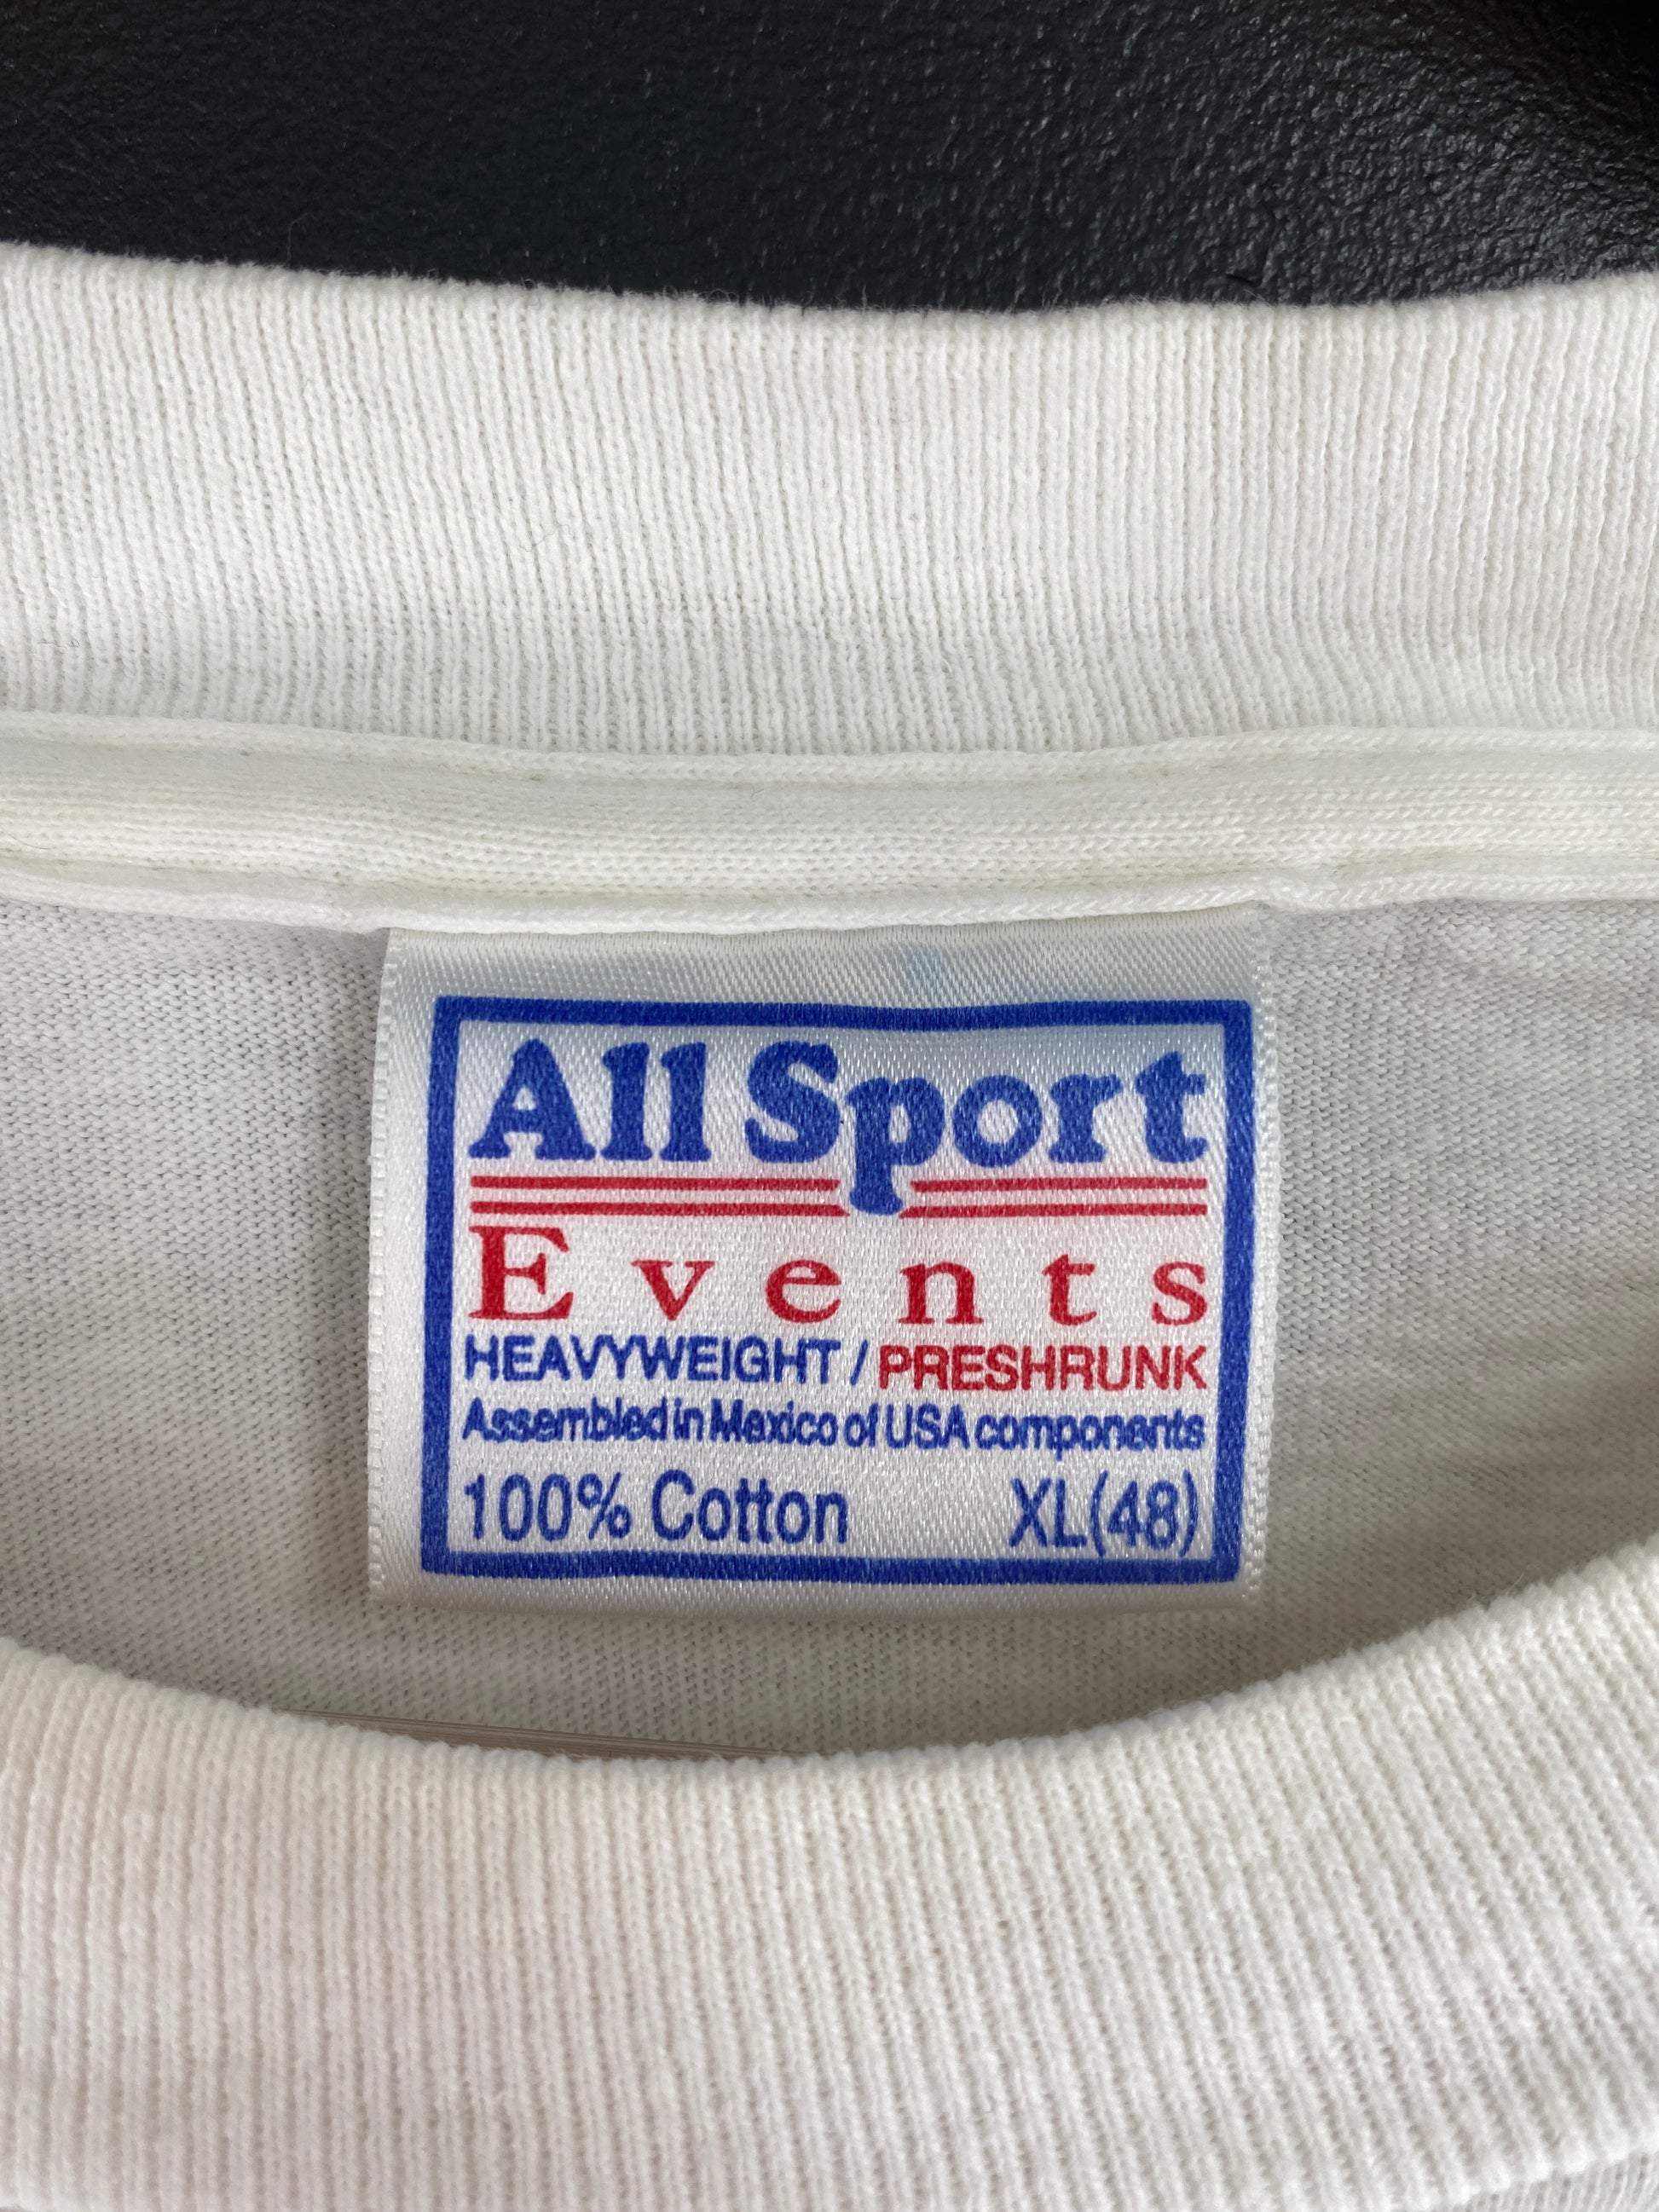 All Sport
Events
HEAVYWEIGHT / PRESHRUNK
Assembled in Mexico of USA components
100% Cotton XL(48)